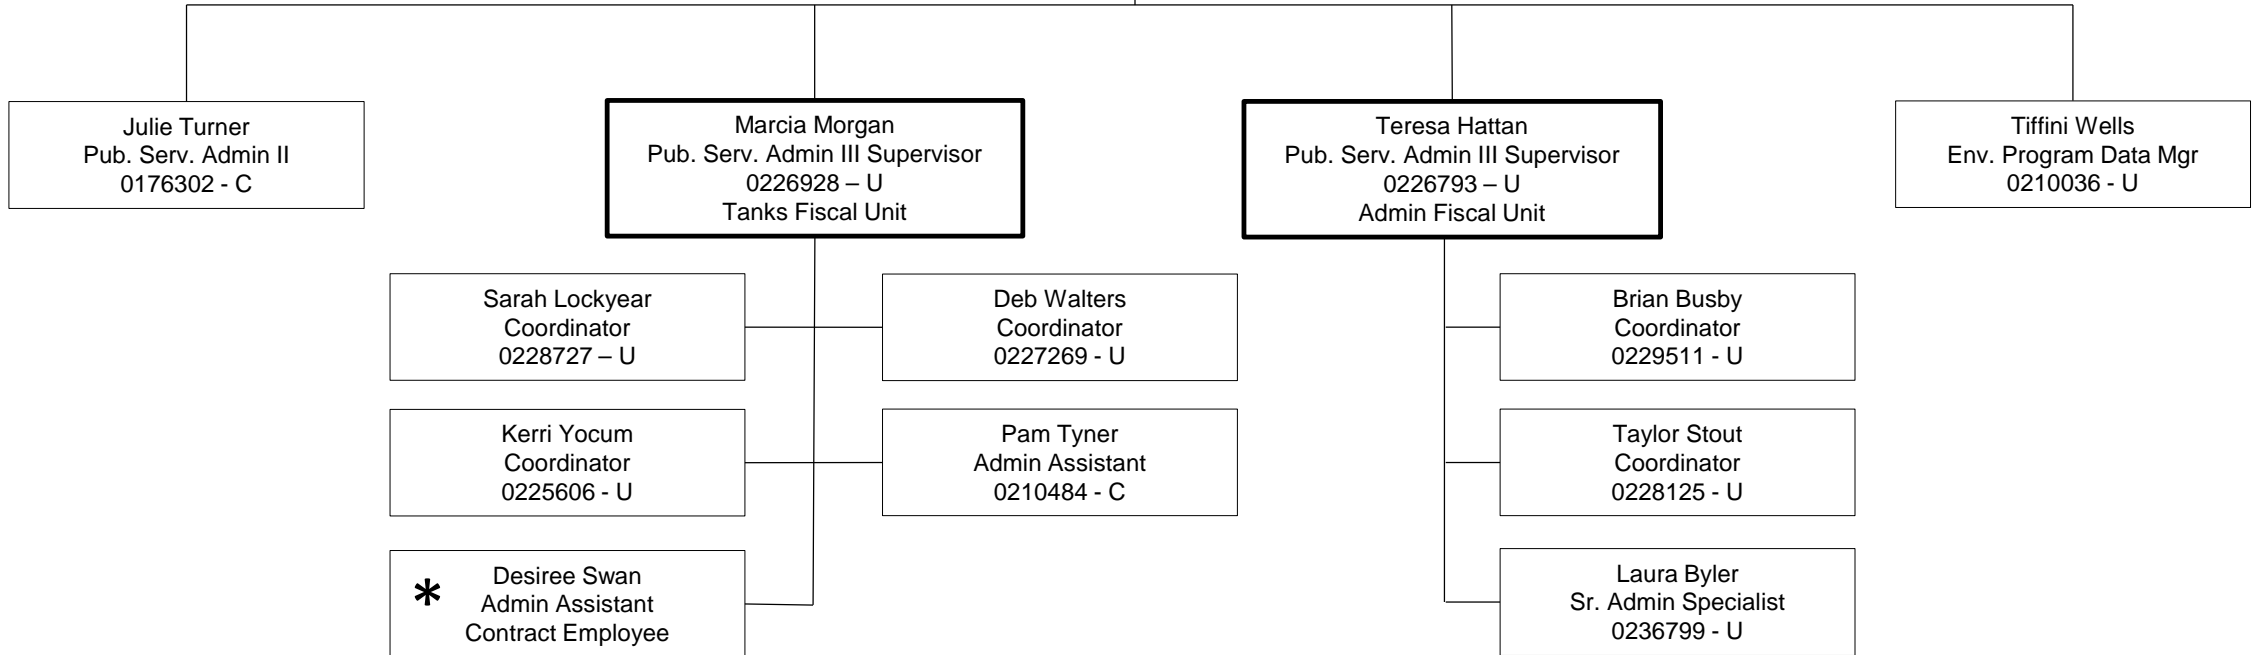 Julie Turner
Pub. Serv. Admin II
0176302 - C
Marcia Morgan
Pub. Serv. Admin III Supervisor
0226928 – U
Tanks Fiscal Unit
Teresa Hattan
Pub. Serv. Admin III Supervisor
0226793 – U
Admin Fiscal Unit
Tiffini Wells
Env. Program Data Mgr
0210036 - U
Sarah Lockyear
Coordinator
0228727 – U
Deb Walters
Coordinator
0227269 - U
Brian Busby
Coordinator
0229511 - U
Kerri Yocum
Coordinator
0225606 - U
Pam Tyner
Admin Assistant
0210484 - C
Taylor Stout
Coordinator
0228125 - U
* Desiree Swan
Admin Assistant
Contract Employee
Laura Byler
Sr. Admin Specialist
0236799 - U